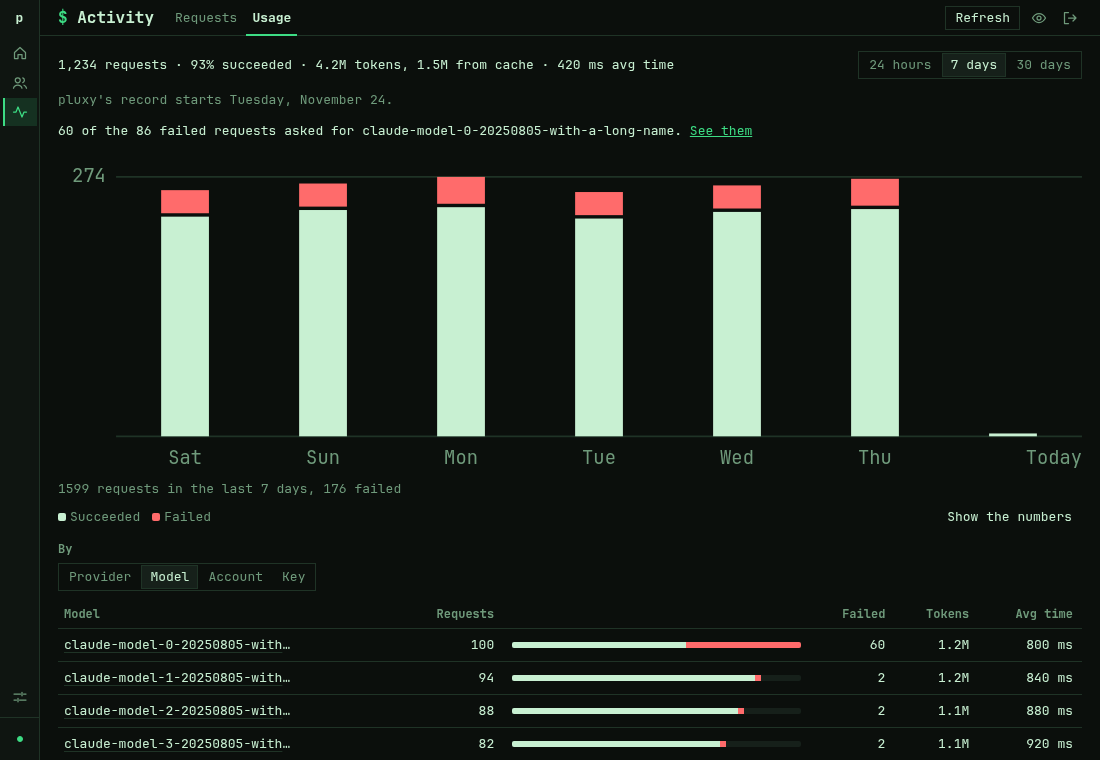 p
$ Activity Requests Usage Refresh
1,234 requests · 93% succeeded · 4.2M tokens, 1.5M from cache · 420 ms avg time 24 hours 7 days 30 days
pluxy's record starts Tuesday, November 24.
60 of the 86 failed requests asked for claude-model-0-20250805-with-a-long-name. See them
274
Sat Sun Mon Tue Wed Thu Today
1599 requests in the last 7 days, 176 failed
Succeeded Failed Show the numbers
By
Provider Model Account Key
Model Requests Failed Tokens Avg time
claude-model-0-20250805-with… 100 60 1.2M 800 ms
claude-model-1-20250805-with… 94 2 1.2M 840 ms
claude-model-2-20250805-with… 88 2 1.1M 880 ms
claude-model-3-20250805-with… 82 2 1.1M 920 ms